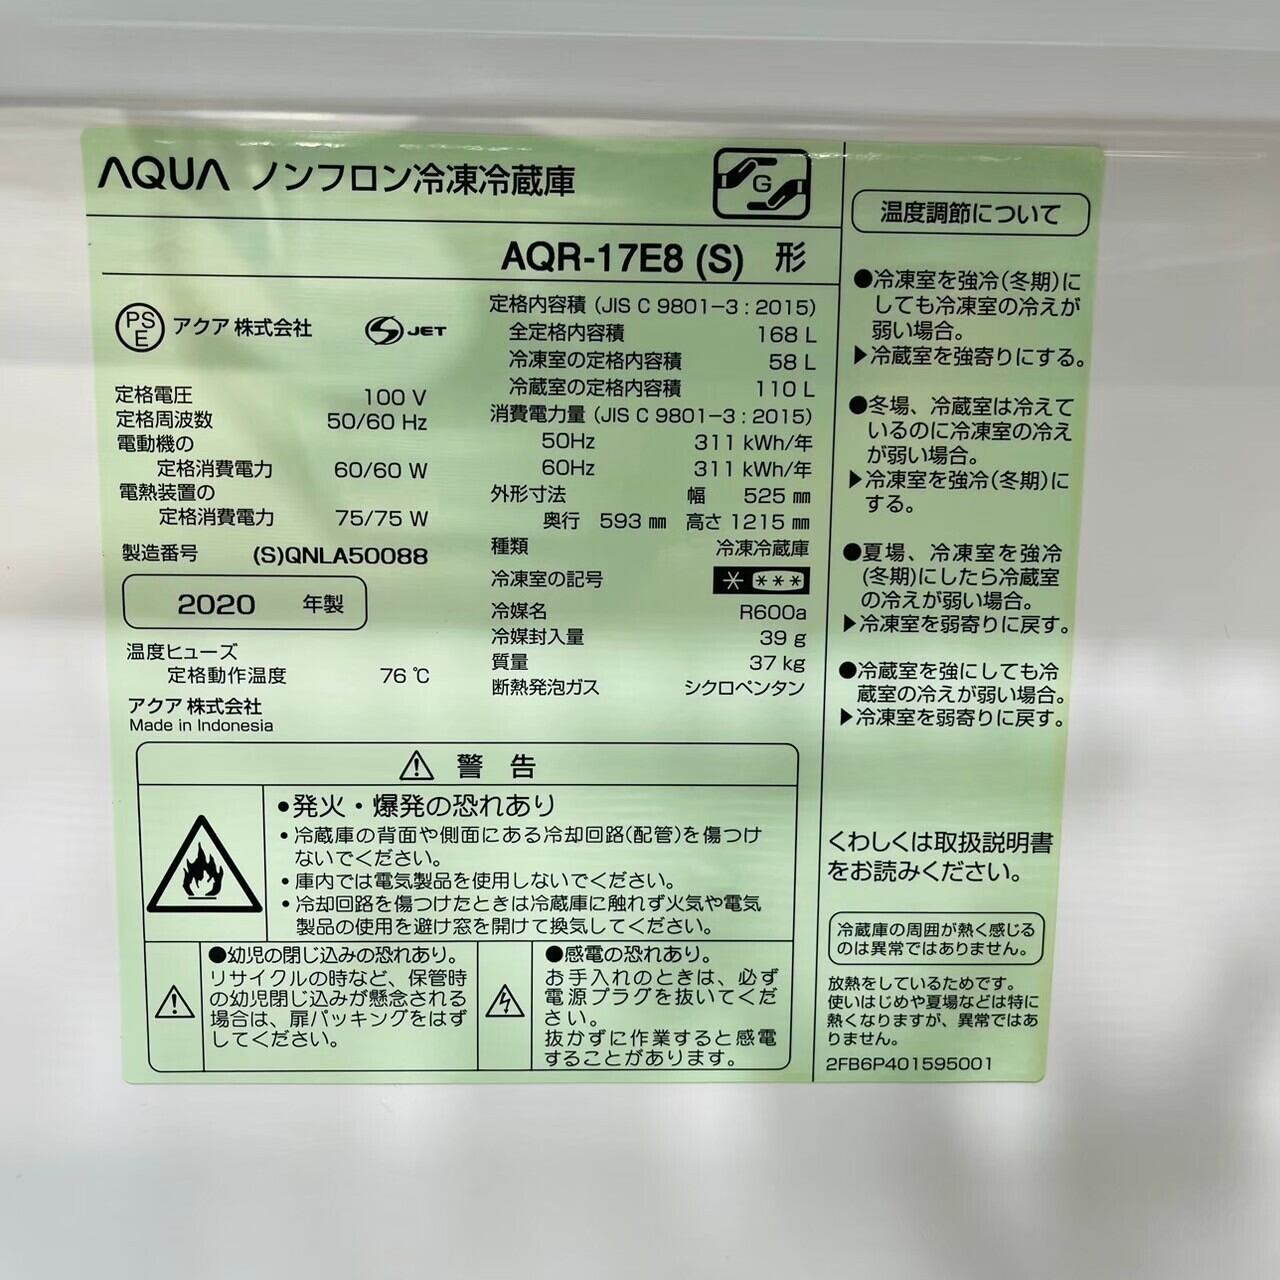 AQUA ノンフロン冷凍冷蔵庫
G
AQR-17E8 (S) 形
PS
E
アクア 株式会社
S JET
定格電圧 100 V
定格周波数 50/60 Hz
電動機の
定格消費電力 60/60 W
電熱装置の
定格消費電力 75/75 W
製造番号 (S)QNLA50088
2020 年製
温度ヒューズ
定格動作温度 76 ℃
アクア 株式会社
Made in Indonesia
定格内容積 (JIS C 9801-3 : 2015)
全定格内容積 168 L
冷凍室の定格内容積 58 L
冷蔵室の定格内容積 110 L
消費電力量 (JIS C 9801-3 : 2015)
50Hz 311 kWh/年
60Hz 311 kWh/年
外形寸法 幅 525 ㎜
奥行 593 ㎜ 高さ 1215 ㎜
種類 冷凍冷蔵庫
冷凍室の記号 * ***
冷媒名 R600a
冷媒封入量 39 g
質量 37 kg
断熱発泡ガス シクロペンタン
⚠ 警告
•発火・爆発の恐れあり
・冷蔵庫の背面や側面にある冷却回路(配管)を傷つけ
ないでください。
・庫内では電気製品を使用しないでください。
・冷却回路を傷つけたときは冷蔵庫に触れず火気や電気
製品の使用を避け窓を開けて換気してください。
●幼児の閉じ込みの恐れあり。
リサイクルの時など、保管時
の幼児閉じ込みが懸念される
場合は、扉パッキングをはず
してください。
●感電の恐れあり。
お手入れのときは、必ず
電源プラグを抜いてくだ
さい。
抜かずに作業すると感電
することがあります。
温度調節について
●冷凍室を強冷(冬期)に
しても冷凍室の冷えが
弱い場合。
▶冷蔵室を強寄りにする。
●冬場、冷蔵室は冷えて
いるのに冷凍室の冷え
が弱い場合。
▶冷凍室を強冷(冬期)に
する。
●夏場、冷凍室を強冷
(冬期)にしたら冷蔵室
の冷えが弱い場合。
▶冷凍室を弱寄りに戻す。
●冷蔵室を強にしても冷
蔵室の冷えが弱い場合。
▶冷凍室を弱寄りに戻す。
くわしくは取扱説明書
をお読みください。
冷蔵庫の周囲が熱く感じる
のは異常ではありません。
放熱をしているためです。
使いはじめや夏場などは特に
熱くなりますが、異常ではあ
りません。
2FB6P401595001